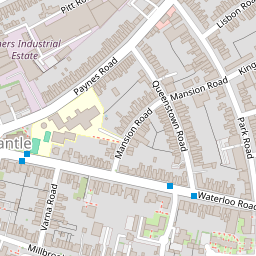 Pitt Ro
Lisbon Road
ners Industrial
Estate
Paynes Road
King
Mansion Road
Queenstown Road
Park Road
Mansion Road
antle
Varna Road
Waterloo Road
Millbro